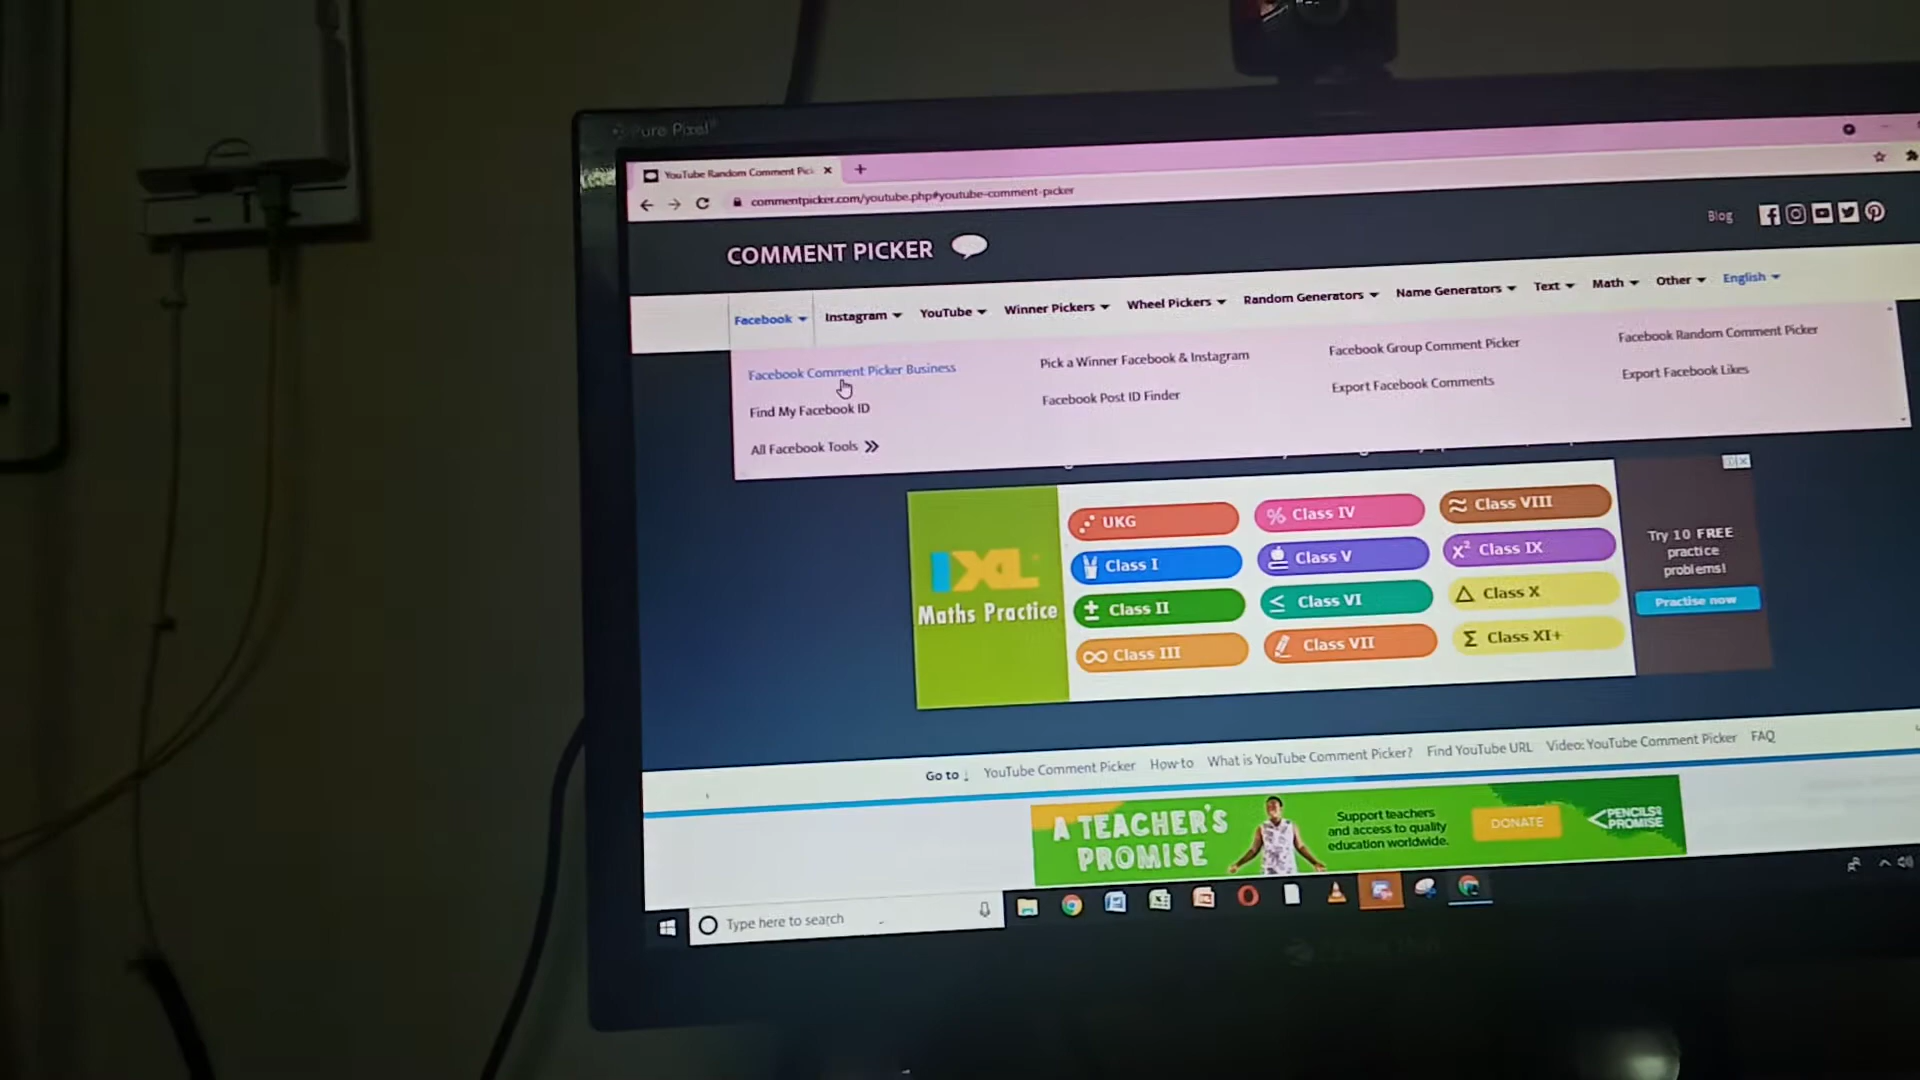 Pure Pixel
YouTube Random Comment Pic
commentpicker.com/youtube.php#youtube-comment-picker
COMMENT PICKER
Blog
Facebook Instagram YouTube Winner Pickers Wheel Pickers Random Generators Name Generators Text Math Other English
Facebook Comment Picker Business Pick a Winner Facebook & Instagram Facebook Group Comment Picker Facebook Random Comment Picker
Find My Facebook ID Facebook Post ID Finder Export Facebook Comments Export Facebook Likes
All Facebook Tools »
IXL
Maths Practice
UKG
Class I
Class II
Class III
% Class IV
Class V
≤ Class VI
Class VII
≈ Class VIII
x² Class IX
△ Class X
Σ Class XI+
Try 10 FREE
practice
problems!
Practise now
Go to ↓ YouTube Comment Picker How-to What is YouTube Comment Picker? Find YouTube URL Video: YouTube Comment Picker FAQ
A TEACHER'S
PROMISE
Support teachers
and access to quality
education worldwide.
DONATE
PENCILS OF
PROMISE
Type here to search